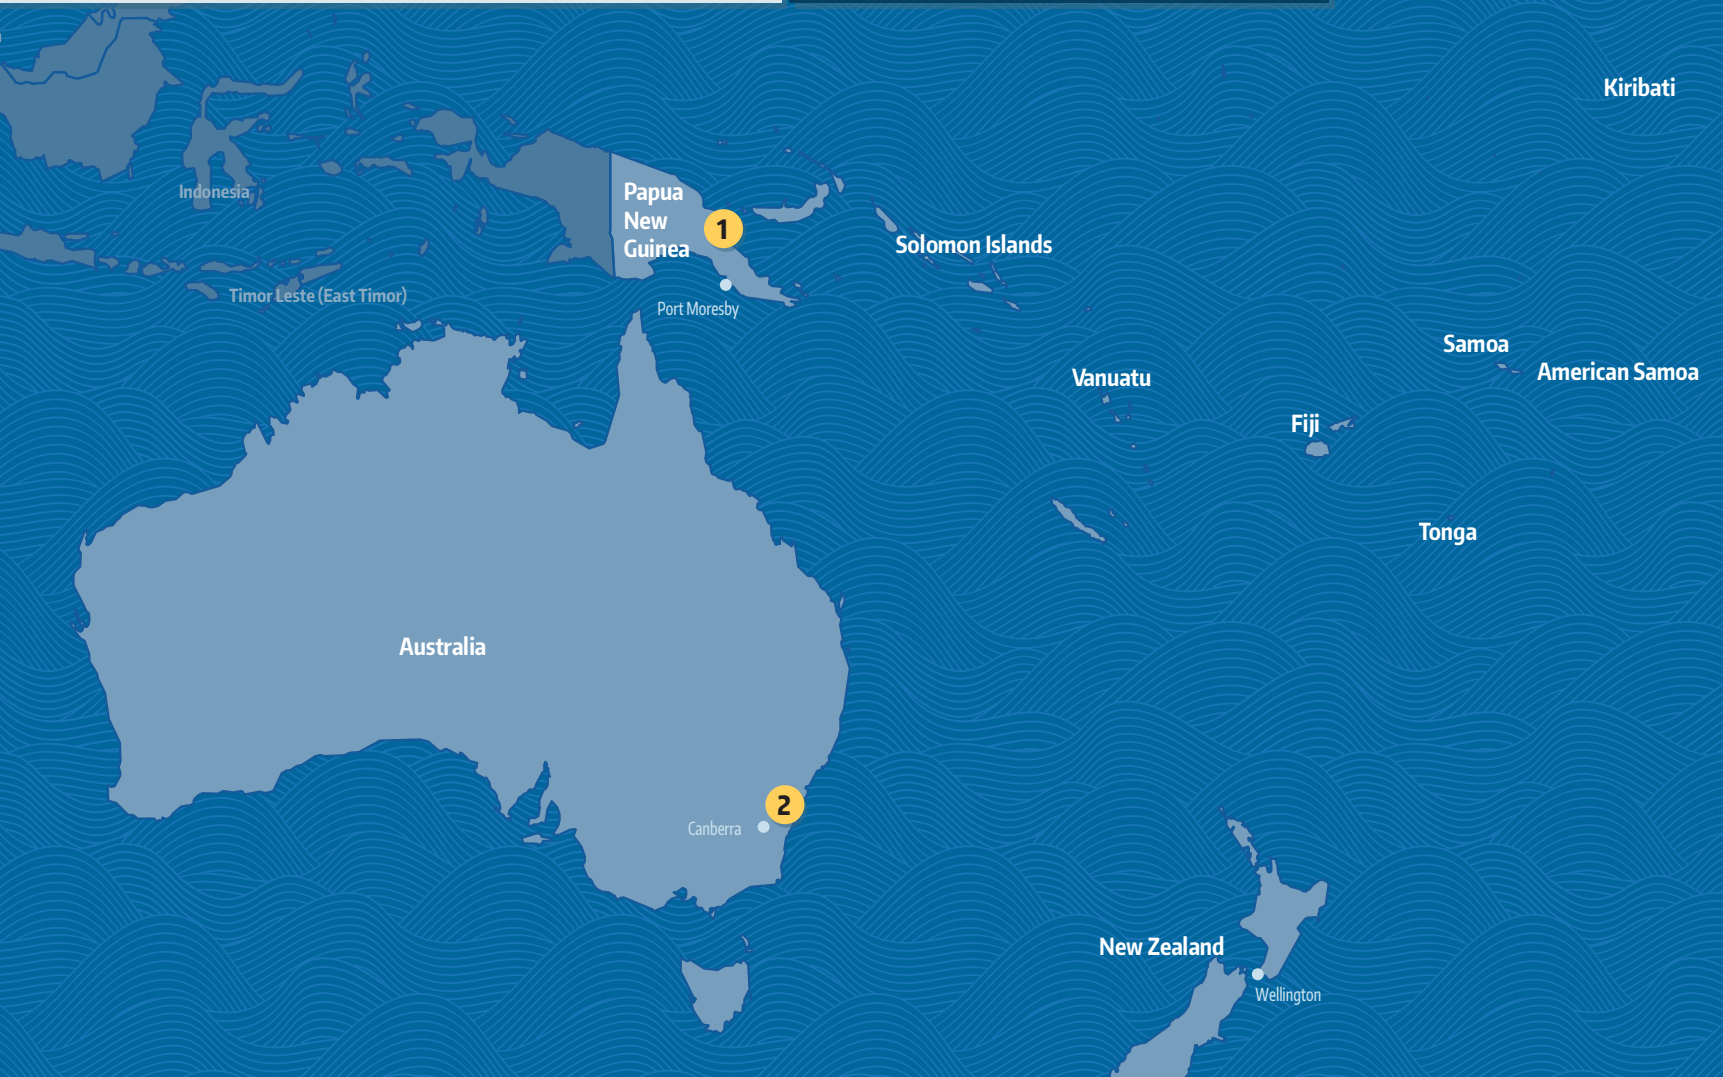 Kiribati
Indonesia
Papua
New
Guinea
1
Solomon Islands
Timor Leste (East Timor)
Port Moresby
Samoa
American Samoa
Vanuatu
Fiji
Tonga
Australia
2
Canberra
New Zealand
Wellington